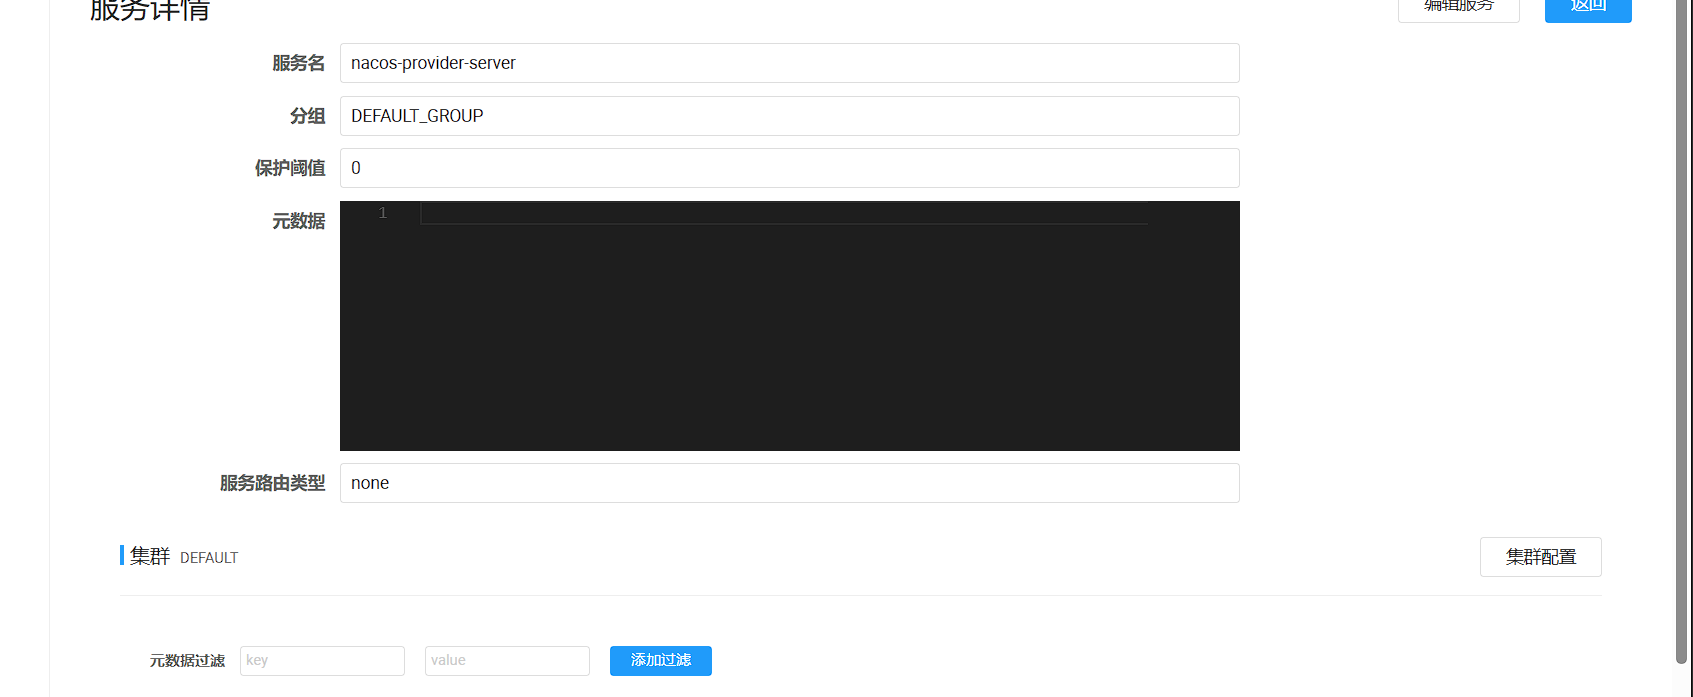 服务详情
编辑服务
返回
服务名
nacos-provider-server
分组
DEFAULT_GROUP
保护阈值
0
元数据
1
服务路由类型
none
集群 DEFAULT
集群配置
元数据过滤 key value 添加过滤